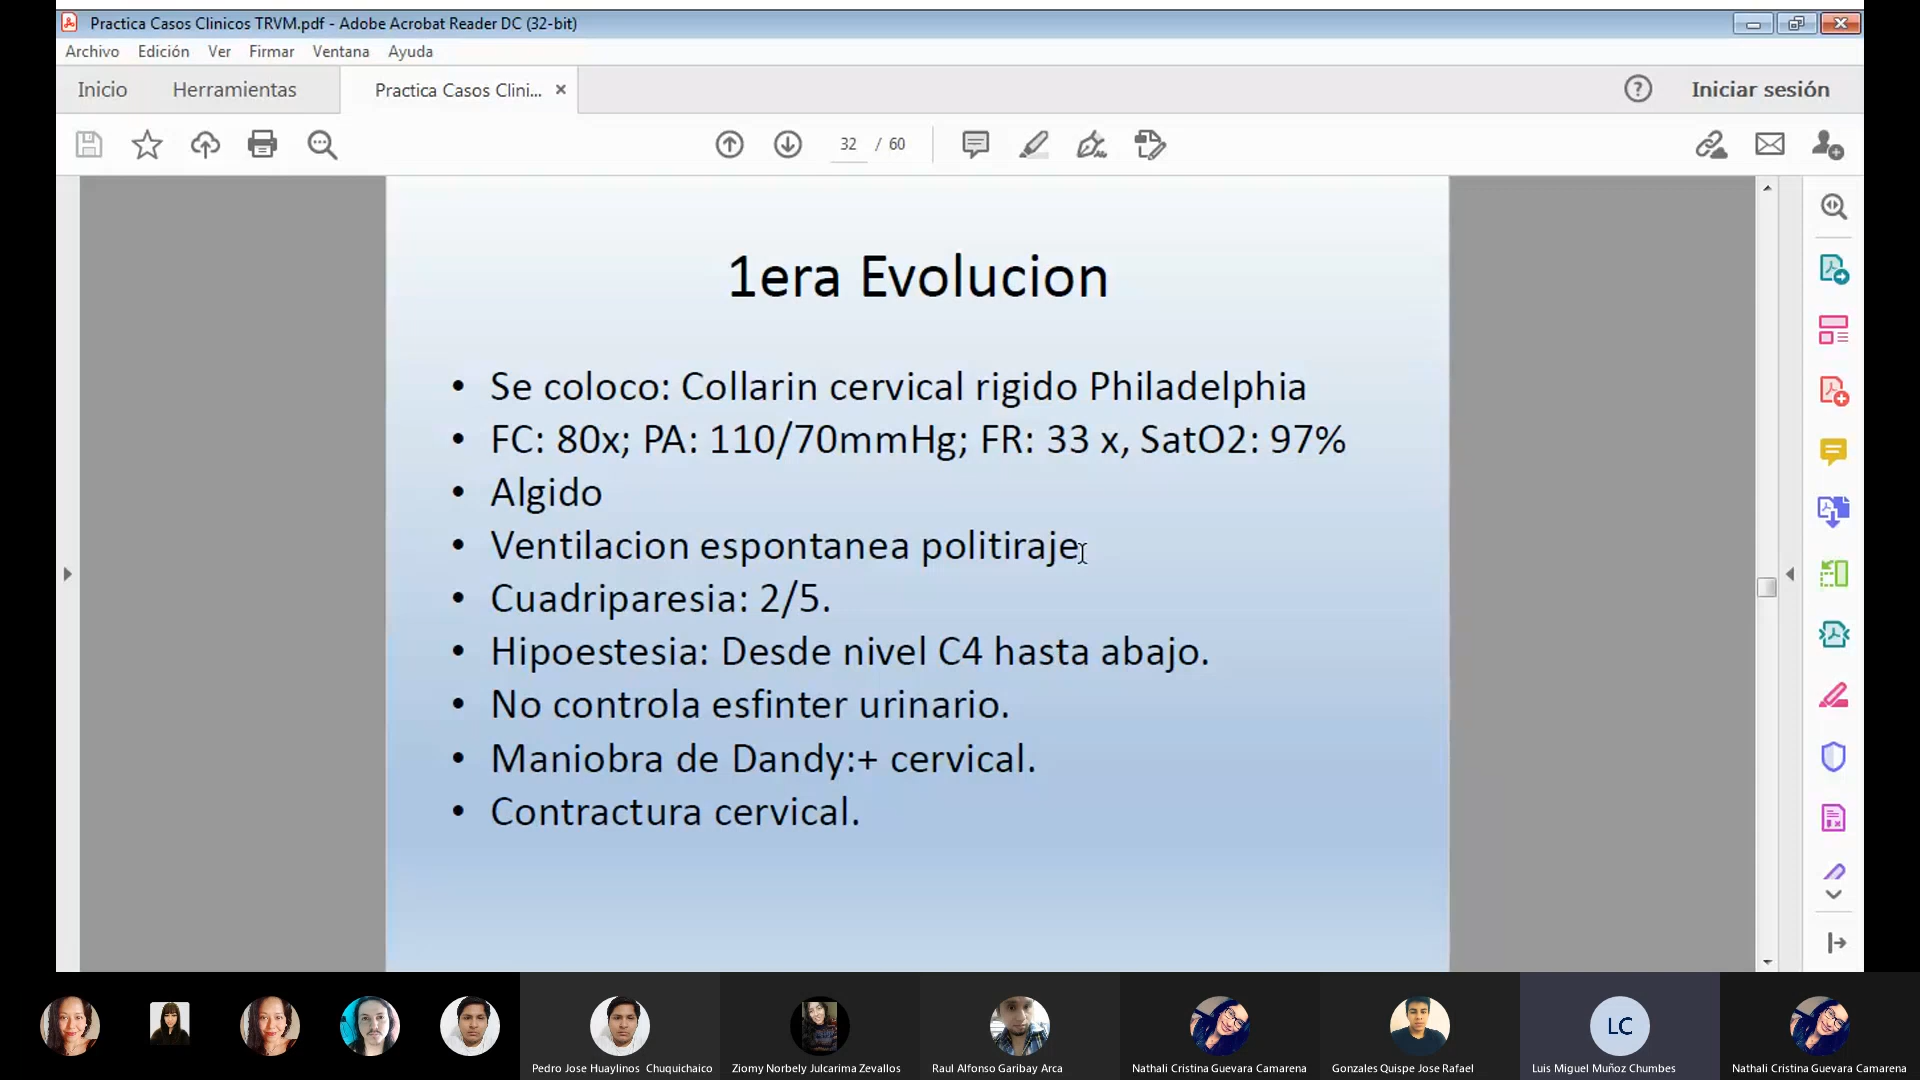 Practica Casos Clinicos TRVM.pdf - Adobe Acrobat Reader DC (32-bit)
Archivo Edición Ver Firmar Ventana Ayuda
Inicio Herramientas Practica Casos Clini... × Iniciar sesión
32 / 60
1era Evolucion
• Se coloco: Collarin cervical rigido Philadelphia
• FC: 80x; PA: 110/70mmHg; FR: 33 x, SatO2: 97%
• Algido
• Ventilacion espontanea politiraje
• Cuadriparesia: 2/5.
• Hipoestesia: Desde nivel C4 hasta abajo.
• No controla esfinter urinario.
• Maniobra de Dandy:+ cervical.
• Contractura cervical.
LC
Pedro Jose Huaylinos Chuquichaico Ziomy Norbely Julcarima Zevallos Raul Alfonso Garibay Arca Nathali Cristina Guevara Camarena Gonzales Quispe Jose Rafael Luis Miguel Muñoz Chumbes Nathali Cristina Guevara Camarena